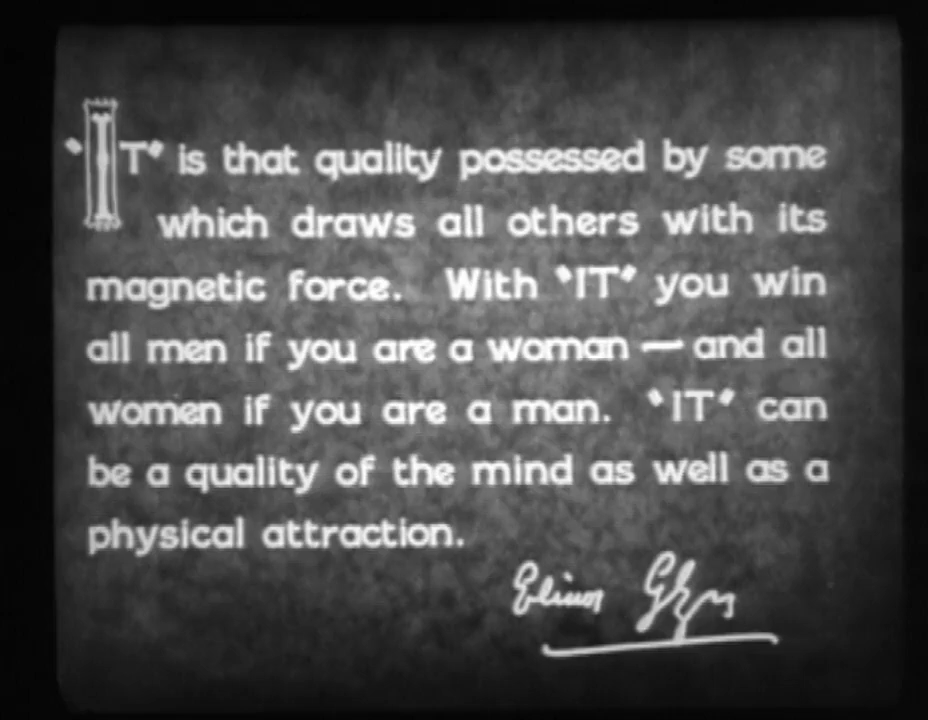 "IT" is that quality possessed by some
which draws all others with its
magnetic force. With "IT" you win
all men if you are a woman — and all
women if you are a man. "IT" can
be a quality of the mind as well as a
physical attraction.
Elinor Glyn